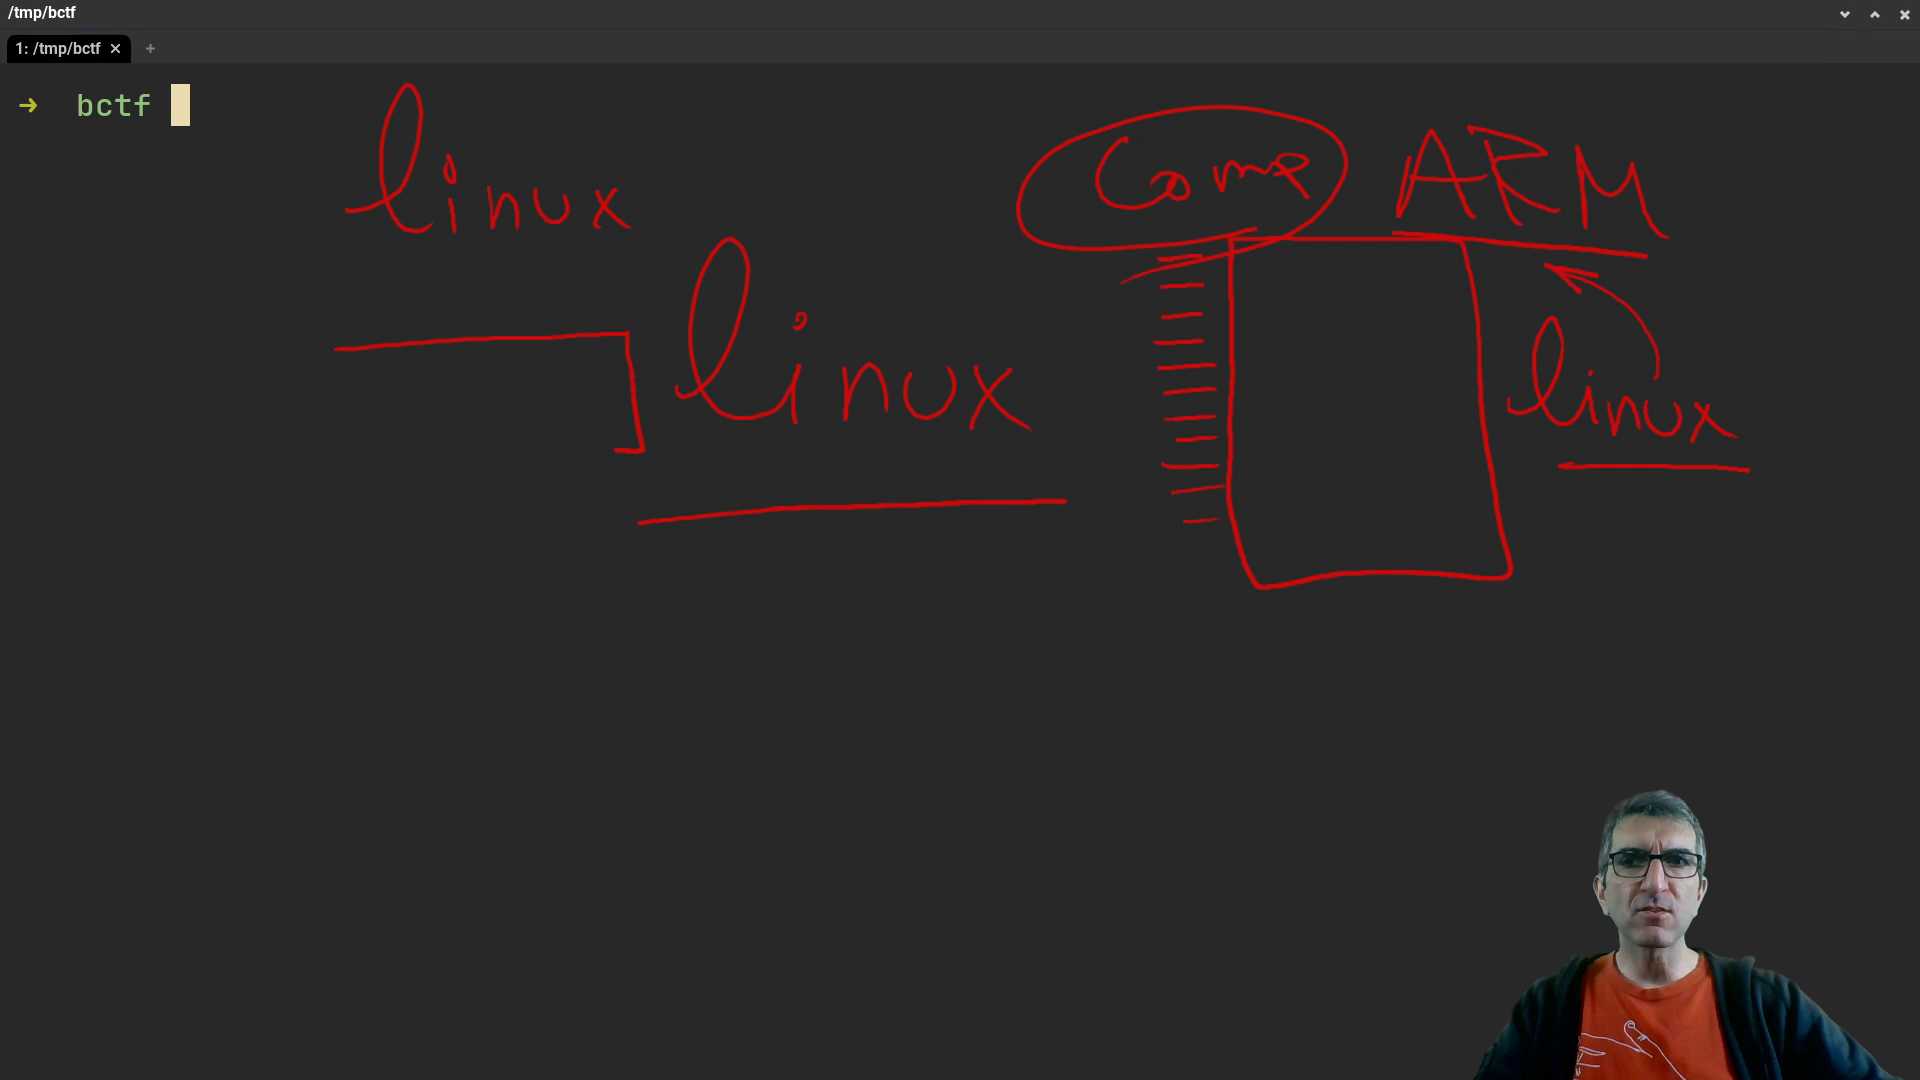 /tmp/bctf
1: /tmp/bctf × +
➜ bctf
linux
Comp ARM
linux
linux